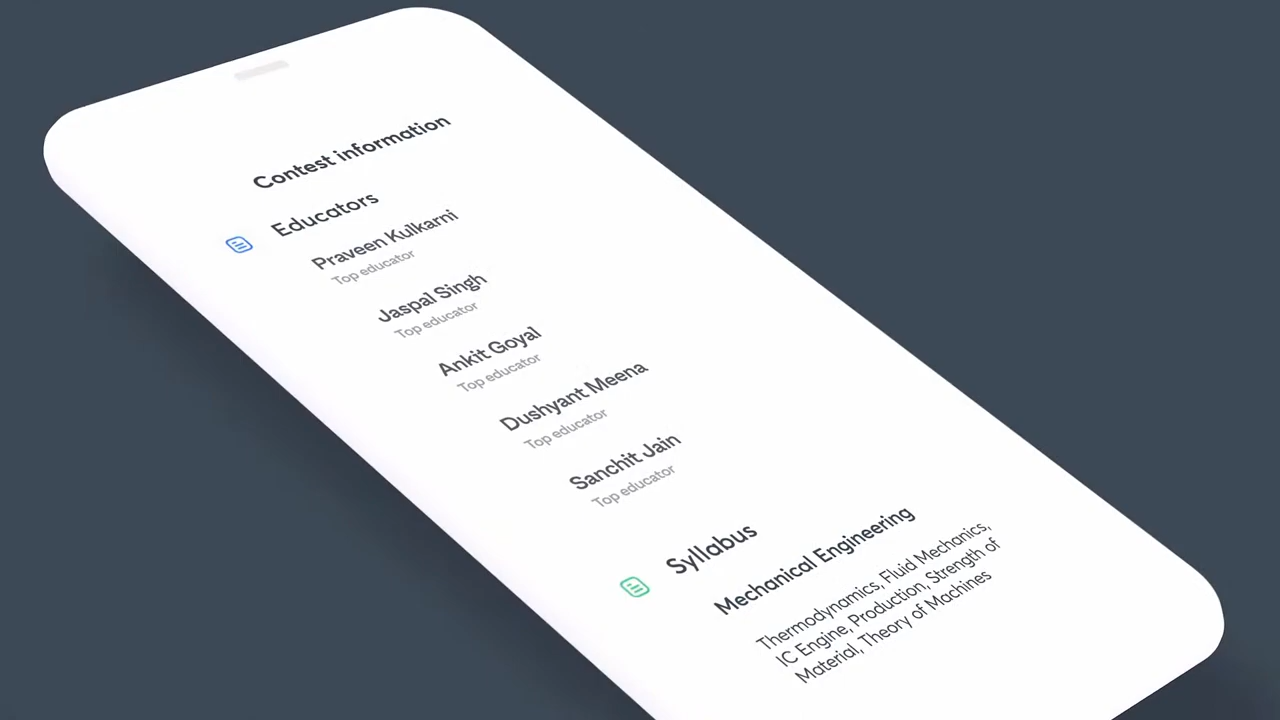 Contest information
Educators
Praveen Kulkarni
Top educator
Jaspal Singh
Top educator
Ankit Goyal
Top educator
Dushyant Meena
Top educator
Sanchit Jain
Top educator
Syllabus
Mechanical Engineering
Thermodynamics, Fluid Mechanics,
IC Engine, Production, Strength of
Material, Theory of Machines